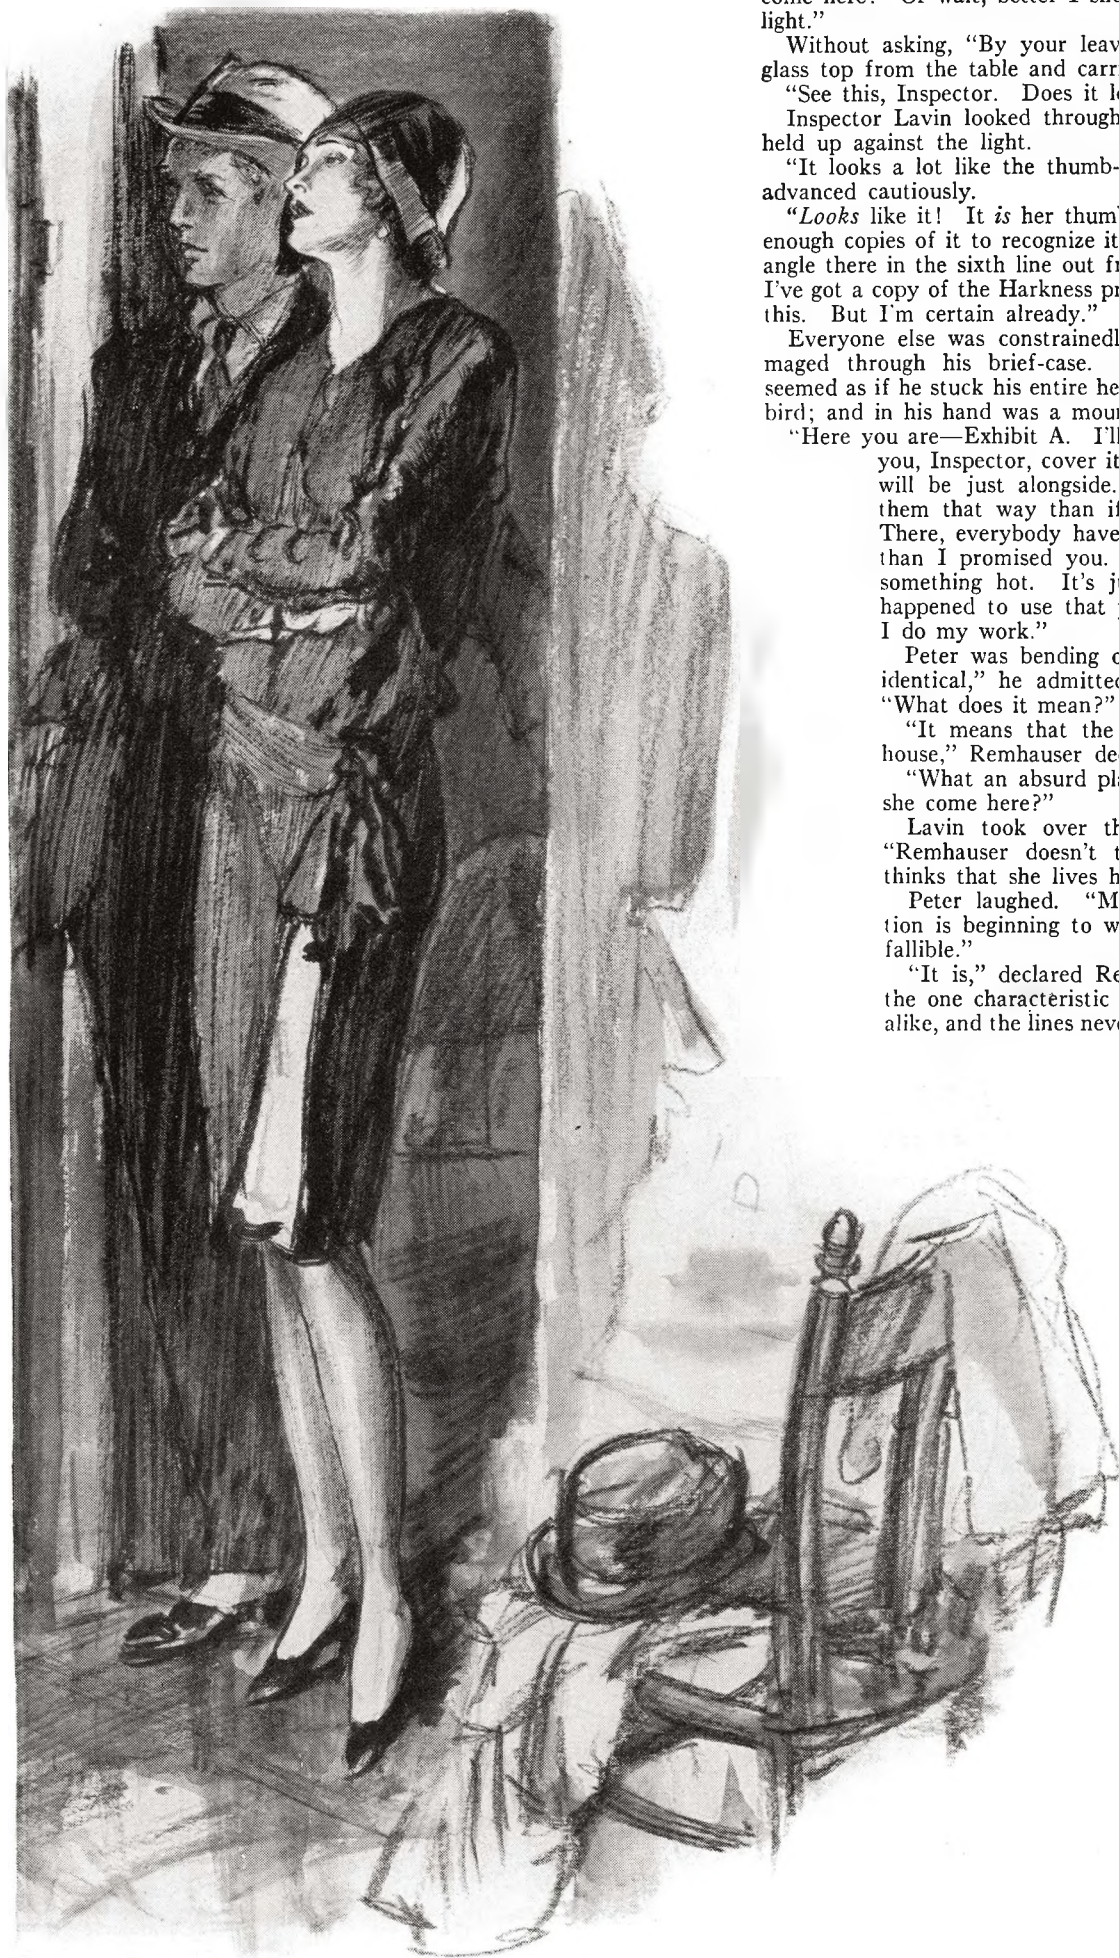 come here? Or wait, better I
light.”
Without asking, “By your leav
glass top from the table and carr
“See this, Inspector. Does it l
Inspector Lavin looked through
held up against the light.
“It looks a lot like the thumb-
advanced cautiously.
“Looks like it! It is her thum
enough copies of it to recognize it
angle there in the sixth line out fr
I've got a copy of the Harkness pr
this. But I'm certain already.”
Everyone else was constrainedl
maged through his brief-case.
seemed as if he stuck his entire he
bird; and in his hand was a mou
“Here you are—Exhibit A. I'll
you, Inspector, cover it
will be just alongside.
them that way than if
There, everybody have
than I promised you.
something hot. It's j
happened to use that
I do my work.”
Peter was bending o
identical,” he admitte
“What does it mean?”
“It means that the
house,” Remhauser de
“What an absurd pl
she come here?”
Lavin took over th
“Remhauser doesn't t
thinks that she lives h
Peter laughed. “M
tion is beginning to w
fallible.”
“It is,” declared Re
the one characteristic
alike, and the lines nev